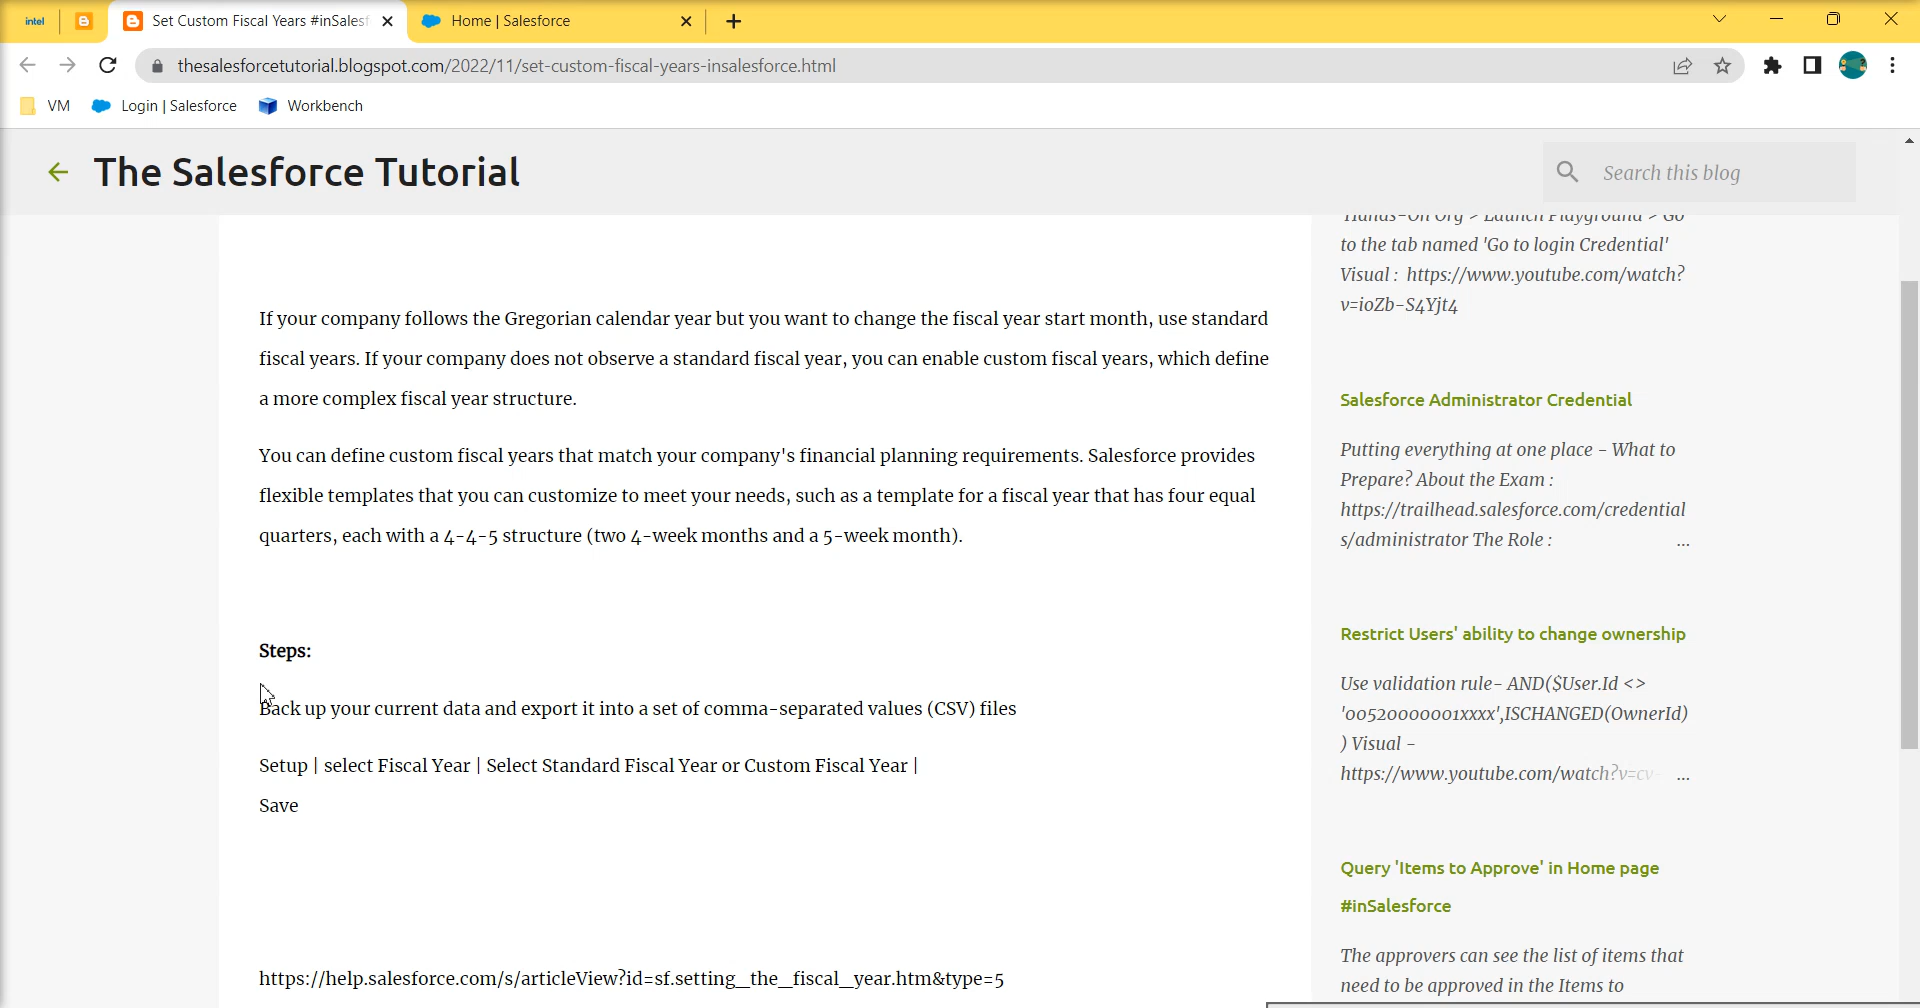 intel
Set Custom Fiscal Years #inSalesf
Home | Salesforce
thesalesforcetutorial.blogspot.com/2022/11/set-custom-fiscal-years-insalesforce.html
VM
Login | Salesforce
Workbench
The Salesforce Tutorial
Search this blog
If your company follows the Gregorian calendar year but you want to change the fiscal year start month, use standard
fiscal years. If your company does not observe a standard fiscal year, you can enable custom fiscal years, which define
a more complex fiscal year structure.
You can define custom fiscal years that match your company's financial planning requirements. Salesforce provides
flexible templates that you can customize to meet your needs, such as a template for a fiscal year that has four equal
quarters, each with a 4-4-5 structure (two 4-week months and a 5-week month).
Steps:
Back up your current data and export it into a set of comma-separated values (CSV) files
Setup | select Fiscal Year | Select Standard Fiscal Year or Custom Fiscal Year |
Save
https://help.salesforce.com/s/articleView?id=sf.setting_the_fiscal_year.htm&type=5
Hands-On Org > Launch Playground > Go
to the tab named 'Go to login Credential'
Visual : https://www.youtube.com/watch?
v=ioZb-S4Yjt4
Salesforce Administrator Credential
Putting everything at one place - What to
Prepare? About the Exam :
https://trailhead.salesforce.com/credential
s/administrator The Role : ...
Restrict Users' ability to change ownership
Use validation rule- AND($User.Id <>
'00520000001xxxx',ISCHANGED(OwnerId)
) Visual -
https://www.youtube.com/watch?v=cv- ...
Query 'Items to Approve' in Home page
#inSalesforce
The approvers can see the list of items that
need to be approved in the Items to